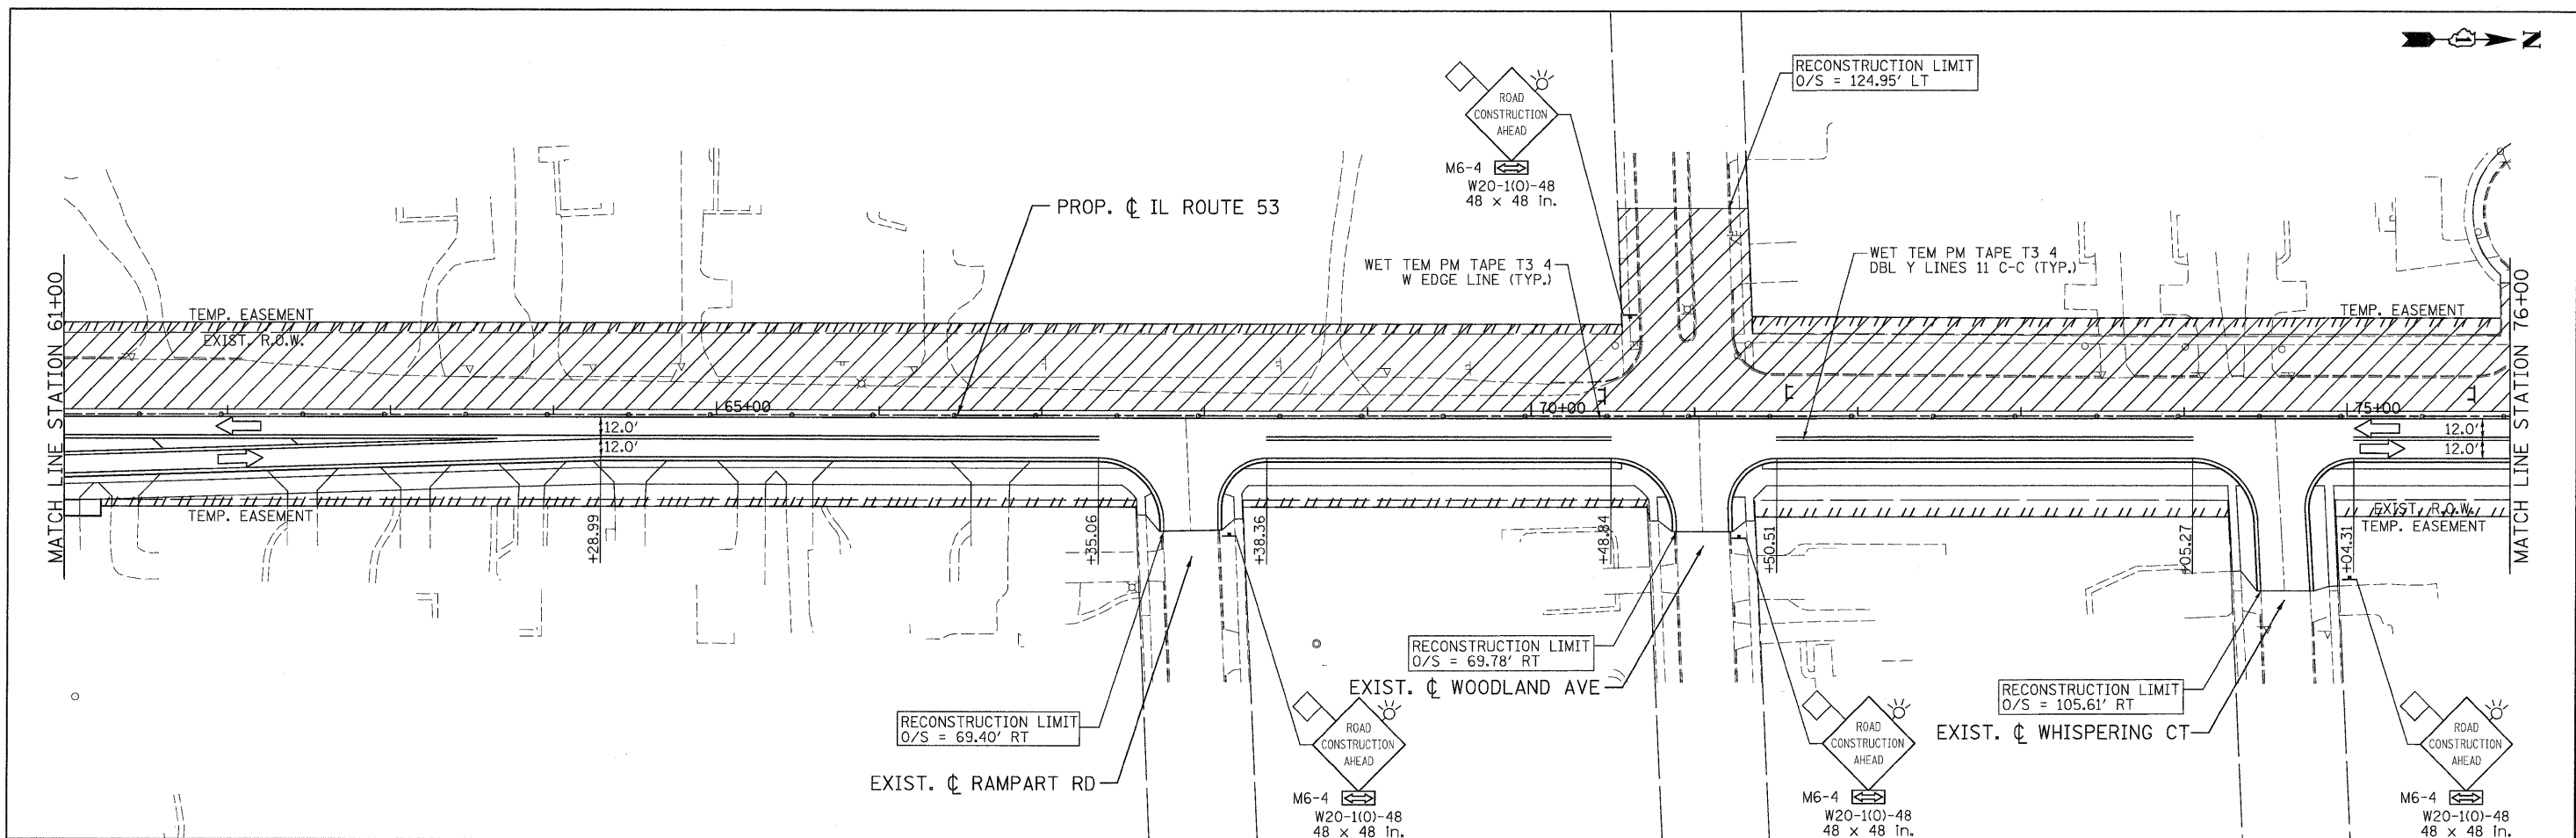 N
RECONSTRUCTION LIMIT
O/S = 124.95' LT
ROAD
CONSTRUCTION
AHEAD
M6-4
W20-1(O)-48
48 x 48 in.
PROP. ℄ IL ROUTE 53
WET TEM PM TAPE T3 4
W EDGE LINE (TYP.)
WET TEM PM TAPE T3 4
DBL Y LINES 11 C-C (TYP.)
MATCH LINE STATION 61+00
TEMP. EASEMENT
EXIST. R.O.W.
TEMP. EASEMENT
MATCH LINE STATION 76+00
65+00
70+00
75+00
12.0'
12.0'
12.0'
12.0'
TEMP. EASEMENT
EXIST. R.O.W.
TEMP. EASEMENT
+28.99
+35.06
+38.36
+48.84
+50.51
+05.27
+04.31
RECONSTRUCTION LIMIT
O/S = 69.40' RT
EXIST. ℄ RAMPART RD
ROAD
CONSTRUCTION
AHEAD
M6-4
W20-1(O)-48
48 x 48 in.
RECONSTRUCTION LIMIT
O/S = 69.78' RT
EXIST. ℄ WOODLAND AVE
ROAD
CONSTRUCTION
AHEAD
M6-4
W20-1(O)-48
48 x 48 in.
RECONSTRUCTION LIMIT
O/S = 105.61' RT
EXIST. ℄ WHISPERING CT
ROAD
CONSTRUCTION
AHEAD
M6-4
W20-1(O)-48
48 x 48 in.